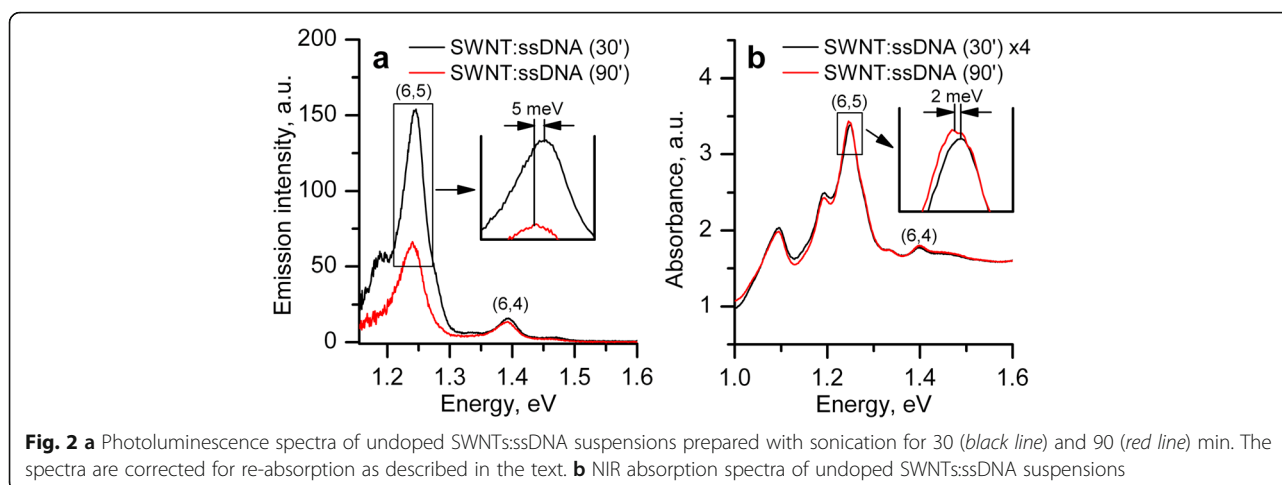 a
SWNT:ssDNA (30')
SWNT:ssDNA (90')
(6,5)
5 meV
(6,4)
200
150
100
50
0
Emission intensity, a.u.
1.2 1.3 1.4 1.5 1.6
Energy, eV
b
SWNT:ssDNA (30') x4
SWNT:ssDNA (90')
(6,5)
2 meV
(6,4)
4
3
2
1
Absorbance, a.u.
1.0 1.2 1.4 1.6
Energy, eV
Fig. 2 a Photoluminescence spectra of undoped SWNTs:ssDNA suspensions prepared with sonication for 30 (black line) and 90 (red line) min. The
spectra are corrected for re-absorption as described in the text. b NIR absorption spectra of undoped SWNTs:ssDNA suspensions